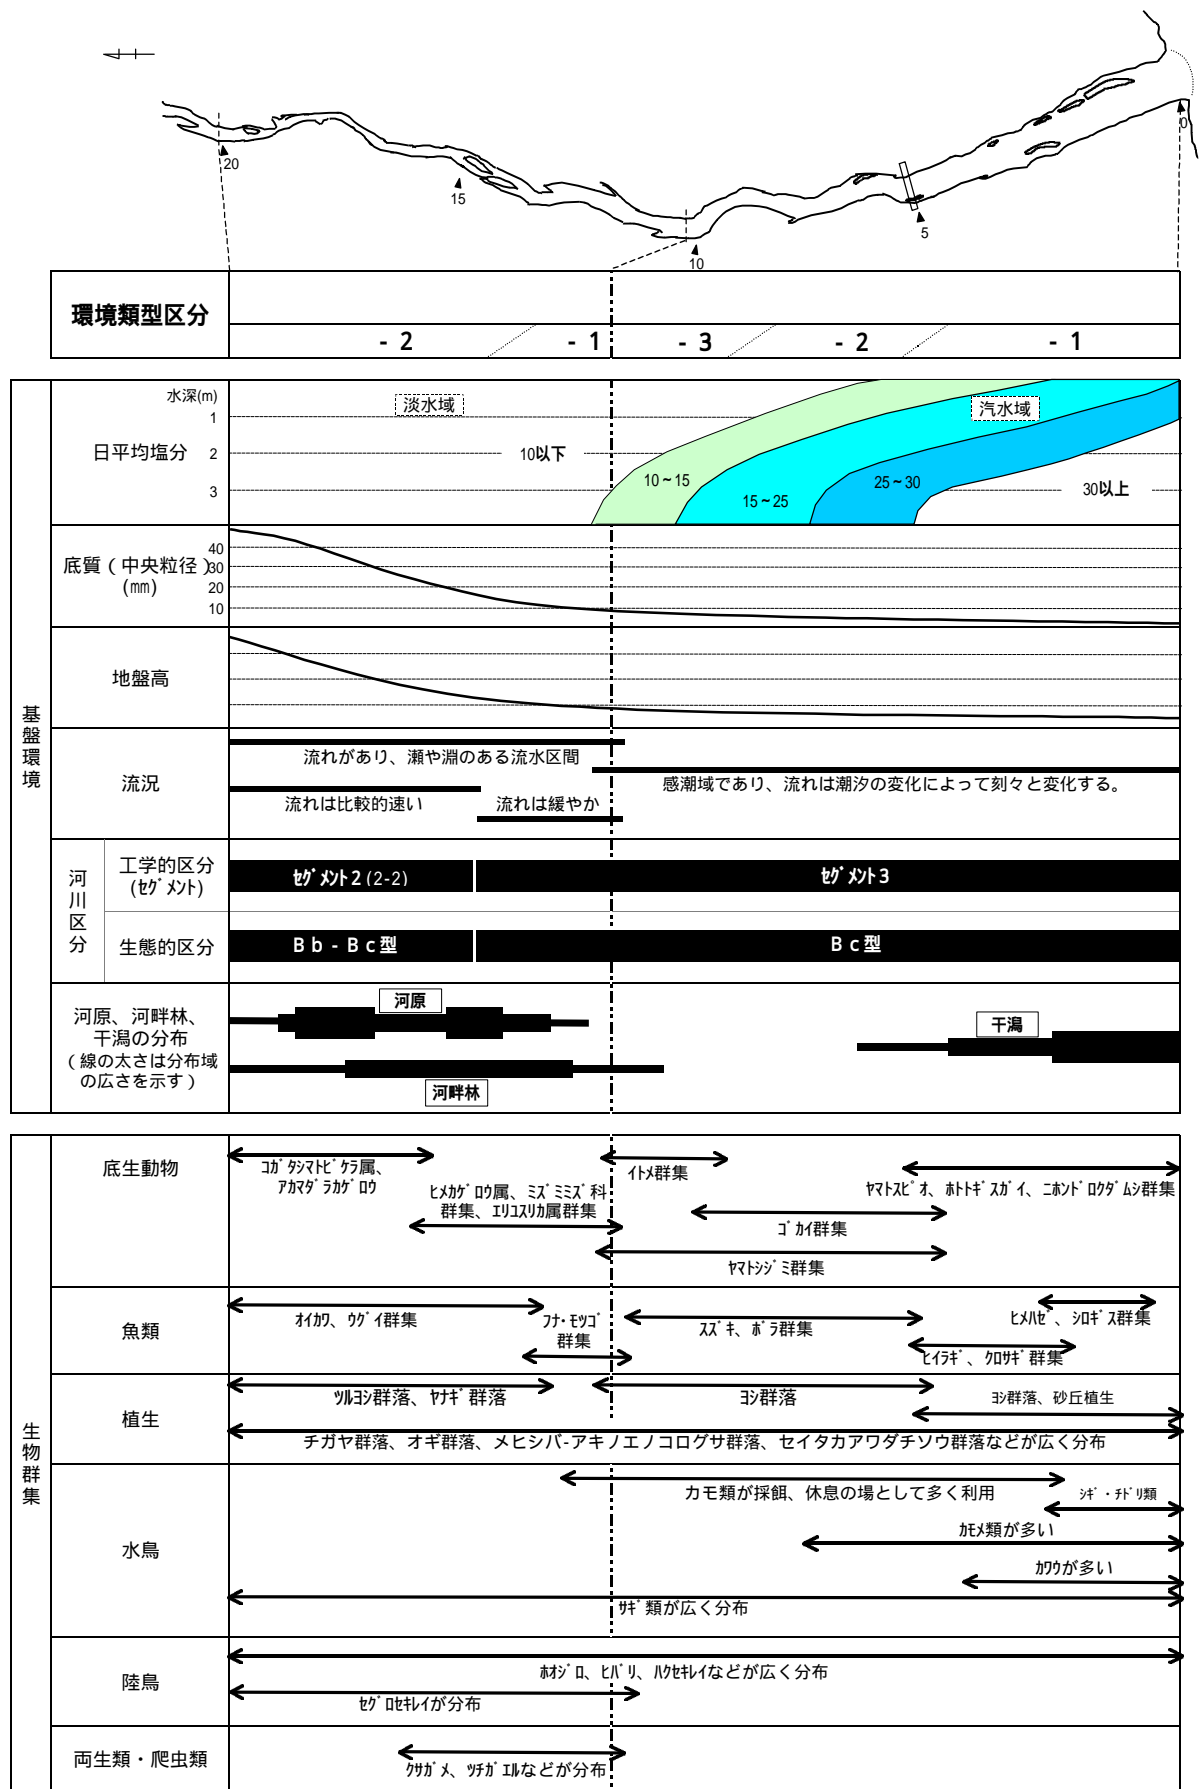 0
20
15
5
10
環境類型区分
- 2
- 1
- 3
- 2
- 1
基盤環境
日平均塩分
水深(m)
1
2
3
淡水域
汽水域
10以下
10~15
15~25
25~30
30以上
底質(中央粒径)
(㎜)
40
30
20
10
地盤高
流況
流れがあり、瀬や淵のある流水区間
感潮域であり、流れは潮汐の変化によって刻々と変化する。
流れは比較的速い
流れは緩やか
河川区分
工学的区分
(ｾｸﾞﾒﾝﾄ)
ｾｸﾞﾒﾝﾄ2 (2-2)
ｾｸﾞﾒﾝﾄ3
生態的区分
Bb-Bc型
Bc型
河原、河畔林、
干潟の分布
(線の太さは分布域
の広さを示す)
河原
干潟
河畔林
生物群集
底生動物
ｺｶﾞﾀｼﾏﾄﾋﾞｹﾗ属、
ｱｶﾏﾀﾞﾗｶｹﾞﾛｳ
ﾋﾒｶｹﾞﾛｳ属、ﾐｽﾞﾐﾐｽﾞ科
群集、ｴﾘﾕｽﾘｶ属群集
ｲﾄﾒ群集
ﾔﾏﾄｽﾋﾟｵ、ﾎﾄﾄｷﾞｽｶﾞｲ、ﾆﾎﾝﾄﾞﾛｸﾀﾞﾑｼ群集
ｺﾞｶｲ群集
ﾔﾏﾄｼｼﾞﾐ群集
魚類
ｵｲｶﾜ、ｳｸﾞｲ群集
ﾌﾅ･ﾓﾂｺﾞ
群集
ｽｽﾞｷ、ﾎﾞﾗ群集
ﾋﾒﾊｾﾞ、ｼﾛｷﾞｽ群集
ﾋｲﾗｷﾞ、ｸﾛｻｷﾞ群集
植生
ﾂﾙﾖｼ群落、ﾔﾅｷﾞ群落
ﾖｼ群落
ﾖｼ群落、砂丘植生
チガヤ群落、オギ群落、メヒシバ-アキノエノコログサ群落、セイタカアワダチソウ群落などが広く分布
水鳥
カモ類が採餌、休息の場として多く利用
ｼｷﾞ・ﾁﾄﾞﾘ類
ｶﾓﾒ類が多い
ｶﾜｳが多い
ｻｷﾞ類が広く分布
陸鳥
ﾎｵｼﾞﾛ、ﾋﾊﾞﾘ、ﾊｸｾｷﾚｲなどが広く分布
ｾｸﾞﾛｾｷﾚｲが分布
両生類・爬虫類
ｸｻｶﾞﾒ、ﾂﾁｶﾞｴﾙなどが分布